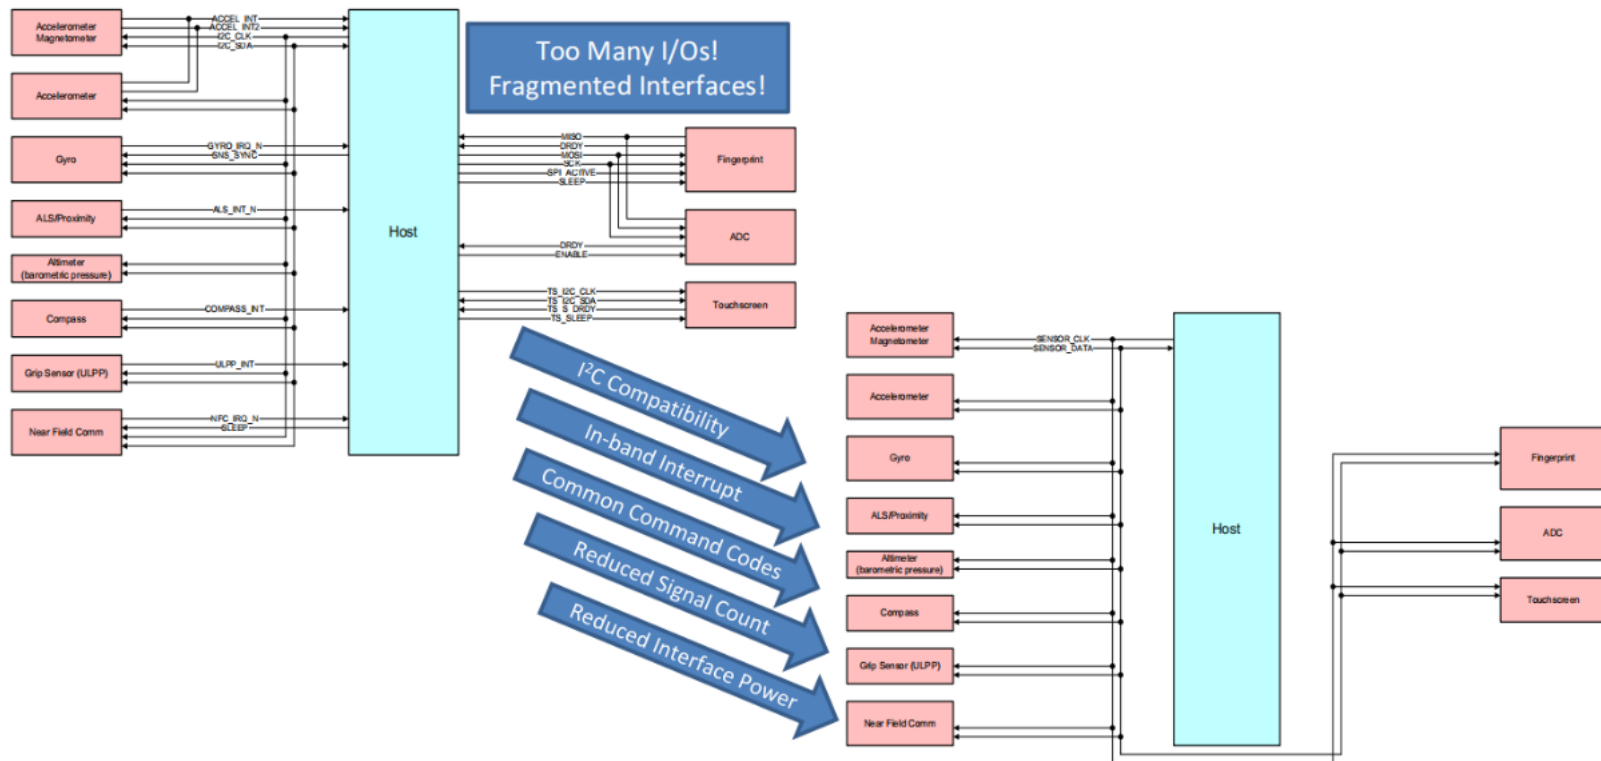 Accelerometer
Magnetometer
ACCEL_INT
ACCEL_INT2
I2C_CLK
I2C_SDA
Accelerometer
Gyro
GYRO_IRQ_N
SNS_SYNC
ALS/Proximity
ALS_INT_N
Altimeter
(barometric pressure)
Compass
COMPASS_INT
Grip Sensor (ULPP)
ULPP_INT
Near Field Comm
NFC_IRQ_N
SLEEP
Host
Too Many I/Os!
Fragmented Interfaces!
MISO
DRDY
MOSI
SCK
SPI_ACTIVE
SLEEP
Fingerprint
ADC
DRDY
ENABLE
TS_I2C_CLK
TS_I2C_SDA
TS_S_DRDY
TS_SLEEP
Touchscreen
I²C Compatibility
In-band Interrupt
Common Command Codes
Reduced Signal Count
Reduced Interface Power
Accelerometer
Magnetometer
SENSOR_CLK
SENSOR_DATA
Accelerometer
Gyro
ALS/Proximity
Altimeter
(barometric pressure)
Compass
Grip Sensor (ULPP)
Near Field Comm
Host
Fingerprint
ADC
Touchscreen